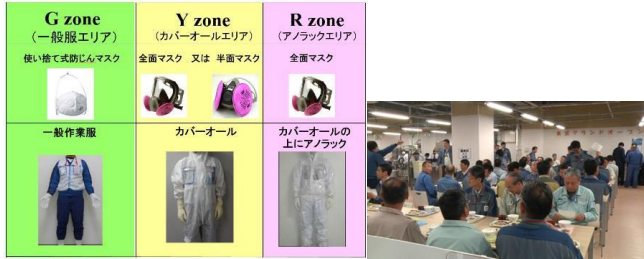 G zone
（一般服エリア）
使い捨て式防じんマスク
一般作業服
Y zone
（カバーオールエリア）
全面マスク 又は 半面マスク
カバーオール
R zone
（アノラックエリア）
全面マスク
カバーオールの
上にアノラック